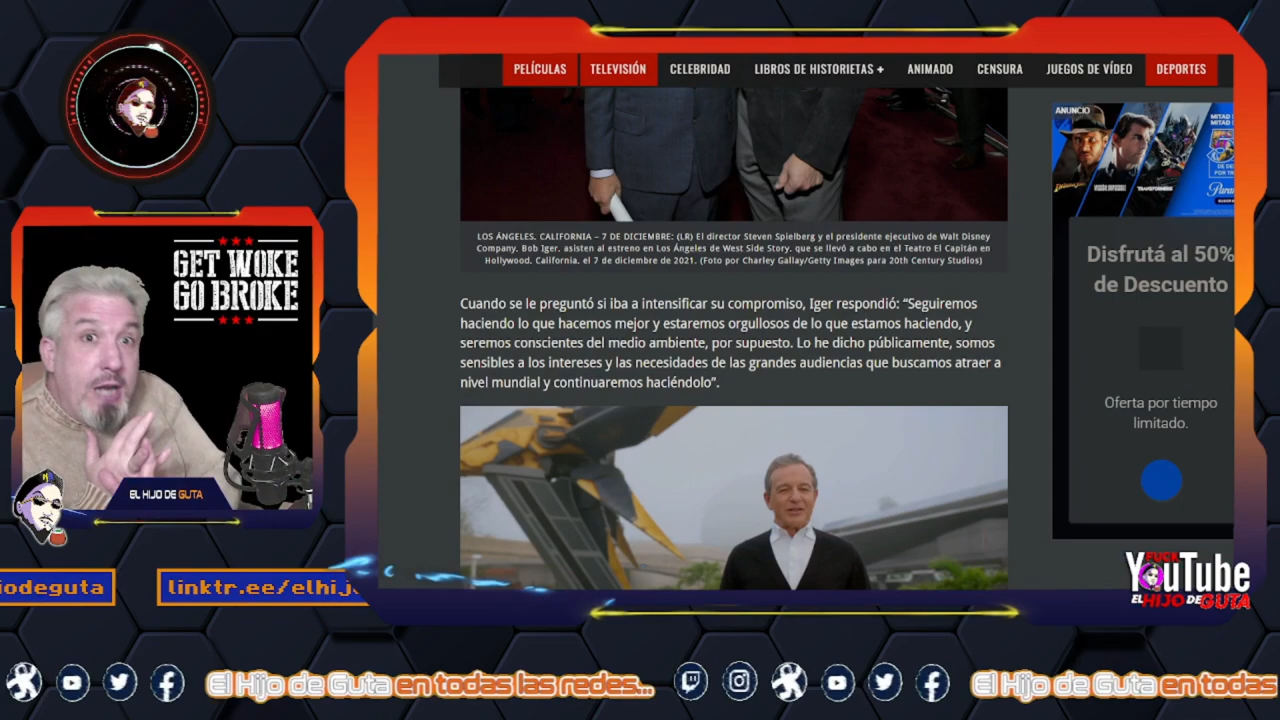 PELÍCULAS
TELEVISIÓN
CELEBRIDAD
LIBROS DE HISTORIETAS +
ANIMADO
CENSURA
JUEGOS DE VÍDEO
DEPORTES
ANUNCIO
MITAD
MITAD
Disfrutá al 50%
de Descuento
Oferta por tiempo
limitado.
LOS ÁNGELES, CALIFORNIA – 7 DE DICIEMBRE: (LR) El director Steven Spielberg y el presidente ejecutivo de Walt Disney
Company, Bob Iger, asisten al estreno en Los Ángeles de West Side Story, que se llevó a cabo en el Teatro El Capitán en
Hollywood, California, el 7 de diciembre de 2021. (Foto por Charley Gallay/Getty Images para 20th Century Studios)
Cuando se le preguntó si iba a intensificar su compromiso, Iger respondió: “Seguiremos
haciendo lo que hacemos mejor y estaremos orgullosos de lo que estamos haciendo, y
seremos conscientes del medio ambiente, por supuesto. Lo he dicho públicamente, somos
sensibles a los intereses y las necesidades de las grandes audiencias que buscamos atraer a
nivel mundial y continuaremos haciéndolo”.
GET WOKE
GO BROKE
EL HIJO DE GUTA
iodeguta
linktr.ee/elhijo
FUCK
YouTube
EL HIJO DE GUTA
El Hijo de Guta en todas las redes...
El Hijo de Guta en todas